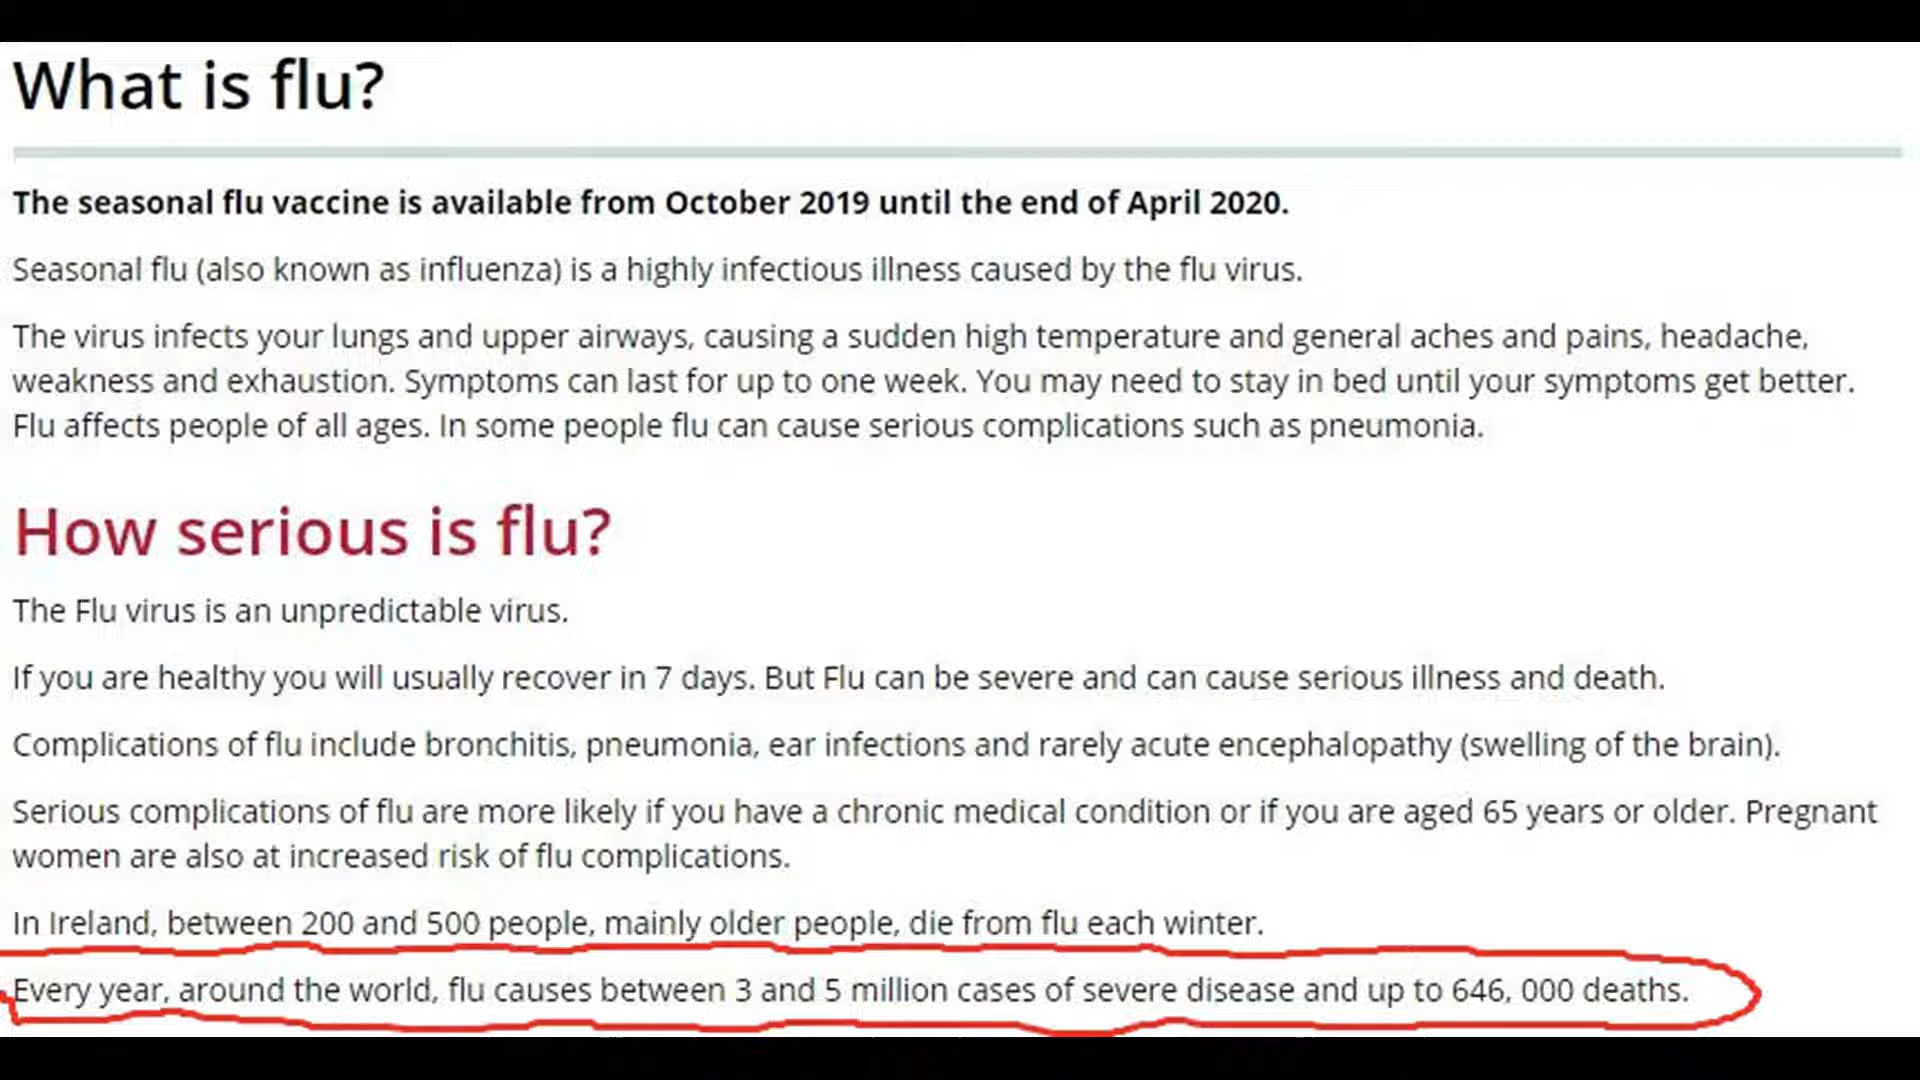 What is flu?
The seasonal flu vaccine is available from October 2019 until the end of April 2020.
Seasonal flu (also known as influenza) is a highly infectious illness caused by the flu virus.
The virus infects your lungs and upper airways, causing a sudden high temperature and general aches and pains, headache,
weakness and exhaustion. Symptoms can last for up to one week. You may need to stay in bed until your symptoms get better.
Flu affects people of all ages. In some people flu can cause serious complications such as pneumonia.
How serious is flu?
The Flu virus is an unpredictable virus.
If you are healthy you will usually recover in 7 days. But Flu can be severe and can cause serious illness and death.
Complications of flu include bronchitis, pneumonia, ear infections and rarely acute encephalopathy (swelling of the brain).
Serious complications of flu are more likely if you have a chronic medical condition or if you are aged 65 years or older. Pregnant
women are also at increased risk of flu complications.
In Ireland, between 200 and 500 people, mainly older people, die from flu each winter.
Every year, around the world, flu causes between 3 and 5 million cases of severe disease and up to 646, 000 deaths.